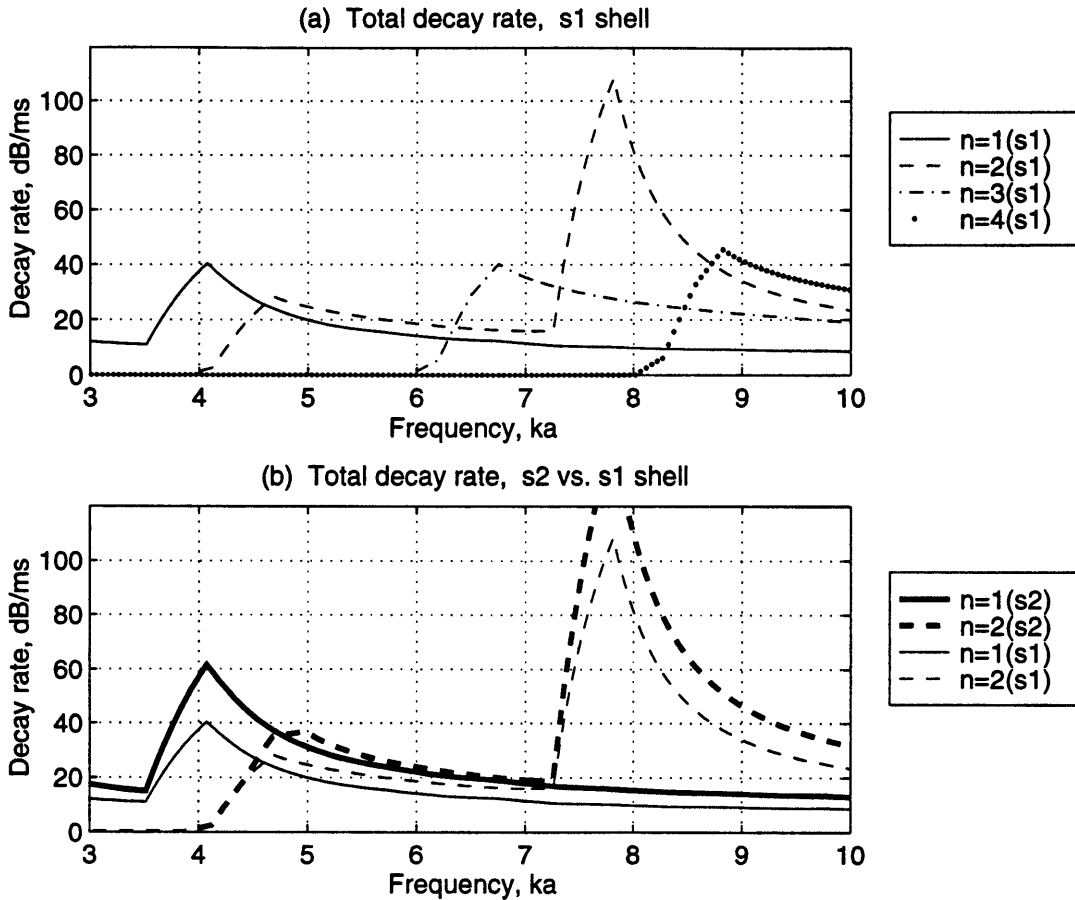 (a) Total decay rate, s1 shell
Decay rate, dB/ms
100
80
60
40
20
0
3 4 5 6 7 8 9 10
Frequency, ka
n=1(s1)
n=2(s1)
n=3(s1)
n=4(s1)
(b) Total decay rate, s2 vs. s1 shell
Decay rate, dB/ms
100
80
60
40
20
0
3 4 5 6 7 8 9 10
Frequency, ka
n=1(s2)
n=2(s2)
n=1(s1)
n=2(s1)